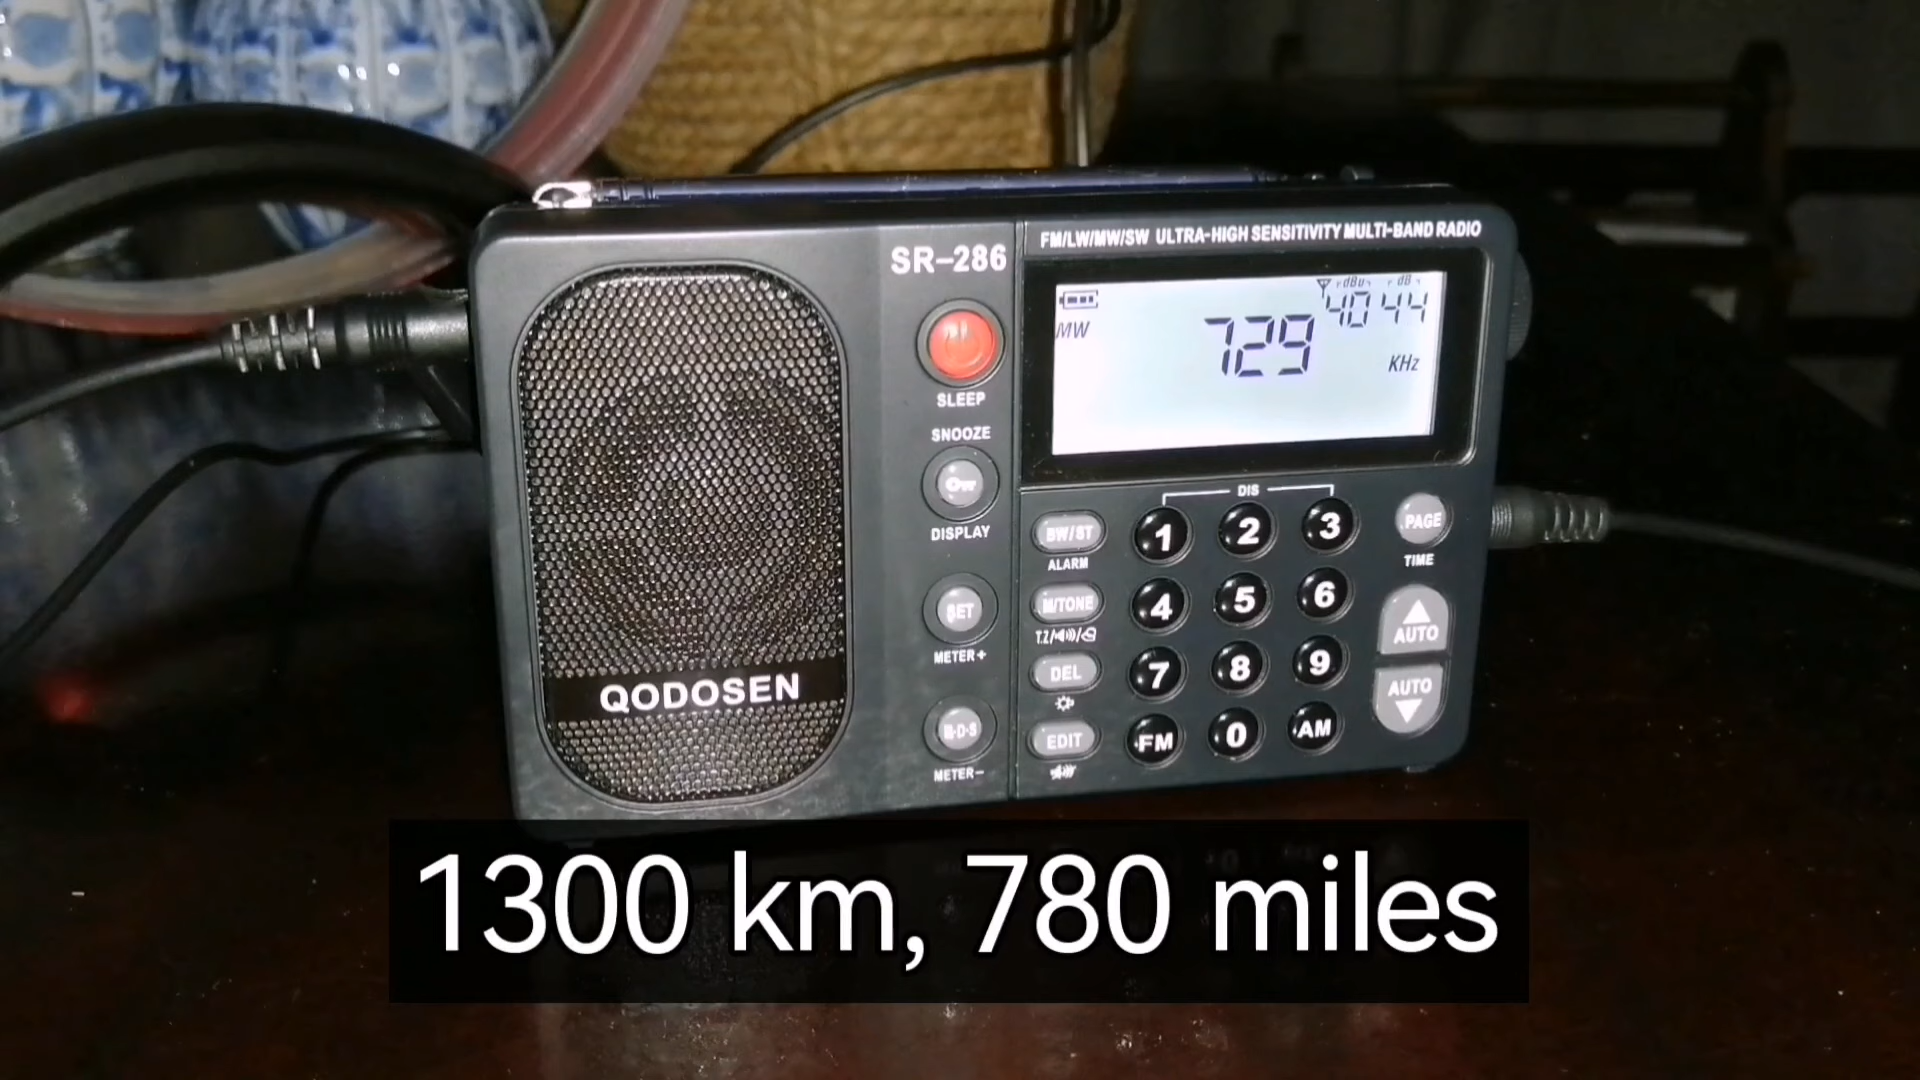 SR-286
FM/LW/MW/SW ULTRA-HIGH SENSITIVITY MULTI-BAND RADIO
dBu dB
40 44
MW
729
KHz
SLEEP
SNOOZE
DISPLAY
SET
METER+
M-D-S
METER-
DIS
BW/ST
1
2
3
PAGE
ALARM
TIME
M/TONE
4
5
6
AUTO
T.Z/
DEL
7
8
9
AUTO
EDIT
FM
0
AM
QODOSEN
1300 km, 780 miles